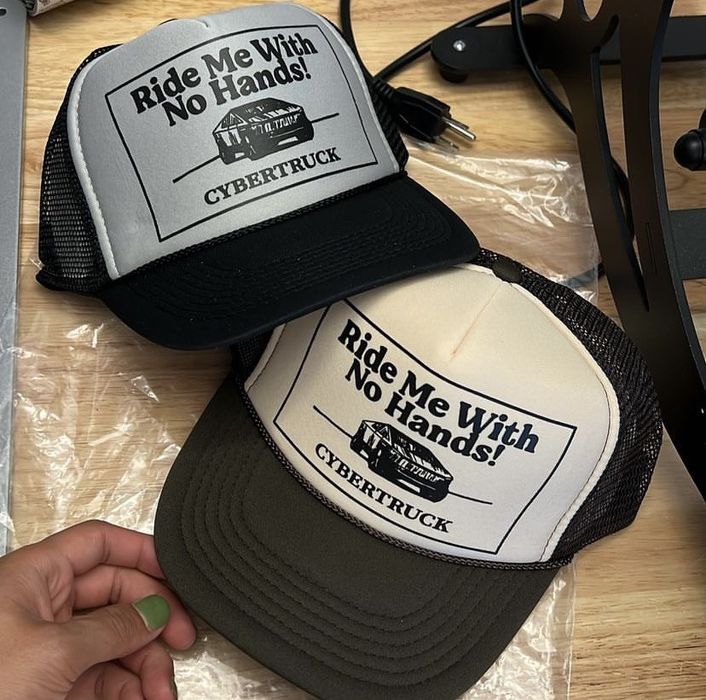 Ride Me With
No Hands!
CYBERTRUCK
Ride Me With
No Hands!
CYBERTRUCK